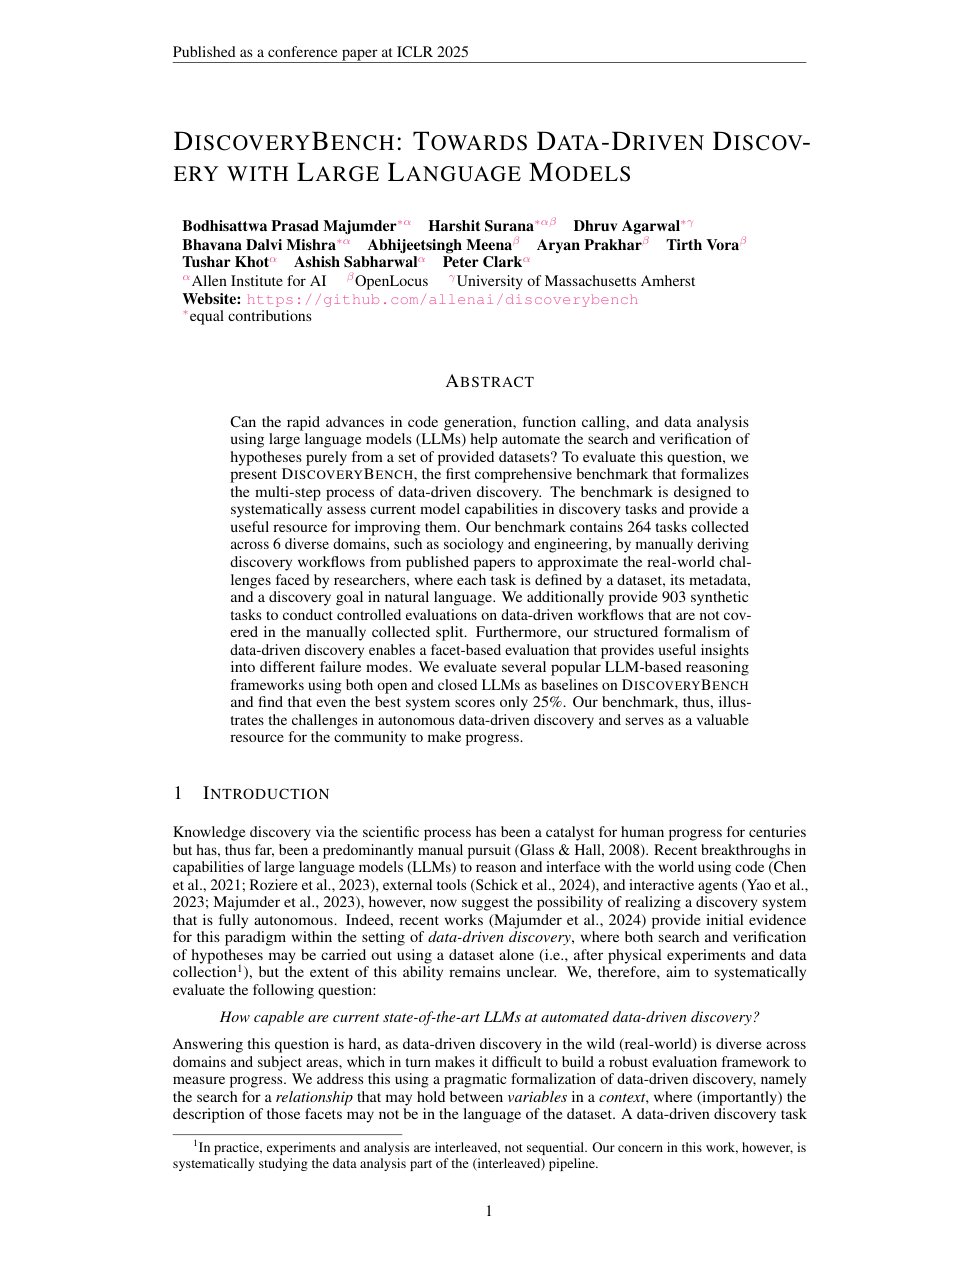 Published as a conference paper at ICLR 2025
DISCOVERYBENCH: TOWARDS DATA-DRIVEN DISCOV-
ERY WITH LARGE LANGUAGE MODELS
Bodhisattwa Prasad Majumder*α Harshit Surana*αβ Dhruv Agarwal*γ
Bhavana Dalvi Mishra*α Abhijeetsingh Meenaβ Aryan Prakharβ Tirth Voraβ
Tushar Khotα Ashish Sabharwalα Peter Clarkα
αAllen Institute for AI βOpenLocus γUniversity of Massachusetts Amherst
Website: https://github.com/allenai/discoverybench
*equal contributions
ABSTRACT
Can the rapid advances in code generation, function calling, and data analysis
using large language models (LLMs) help automate the search and verification of
hypotheses purely from a set of provided datasets? To evaluate this question, we
present DISCOVERYBENCH, the first comprehensive benchmark that formalizes
the multi-step process of data-driven discovery. The benchmark is designed to
systematically assess current model capabilities in discovery tasks and provide a
useful resource for improving them. Our benchmark contains 264 tasks collected
across 6 diverse domains, such as sociology and engineering, by manually deriving
discovery workflows from published papers to approximate the real-world chal-
lenges faced by researchers, where each task is defined by a dataset, its metadata,
and a discovery goal in natural language. We additionally provide 903 synthetic
tasks to conduct controlled evaluations on data-driven workflows that are not cov-
ered in the manually collected split. Furthermore, our structured formalism of
data-driven discovery enables a facet-based evaluation that provides useful insights
into different failure modes. We evaluate several popular LLM-based reasoning
frameworks using both open and closed LLMs as baselines on DISCOVERYBENCH
and find that even the best system scores only 25%. Our benchmark, thus, illus-
trates the challenges in autonomous data-driven discovery and serves as a valuable
resource for the community to make progress.
1 INTRODUCTION
Knowledge discovery via the scientific process has been a catalyst for human progress for centuries
but has, thus far, been a predominantly manual pursuit (Glass & Hall, 2008). Recent breakthroughs in
capabilities of large language models (LLMs) to reason and interface with the world using code (Chen
et al., 2021; Roziere et al., 2023), external tools (Schick et al., 2024), and interactive agents (Yao et al.,
2023; Majumder et al., 2023), however, now suggest the possibility of realizing a discovery system
that is fully autonomous. Indeed, recent works (Majumder et al., 2024) provide initial evidence
for this paradigm within the setting of data-driven discovery, where both search and verification
of hypotheses may be carried out using a dataset alone (i.e., after physical experiments and data
collection1), but the extent of this ability remains unclear. We, therefore, aim to systematically
evaluate the following question:
How capable are current state-of-the-art LLMs at automated data-driven discovery?
Answering this question is hard, as data-driven discovery in the wild (real-world) is diverse across
domains and subject areas, which in turn makes it difficult to build a robust evaluation framework to
measure progress. We address this using a pragmatic formalization of data-driven discovery, namely
the search for a relationship that may hold between variables in a context, where (importantly) the
description of those facets may not be in the language of the dataset. A data-driven discovery task
1In practice, experiments and analysis are interleaved, not sequential. Our concern in this work, however, is
systematically studying the data analysis part of the (interleaved) pipeline.
1